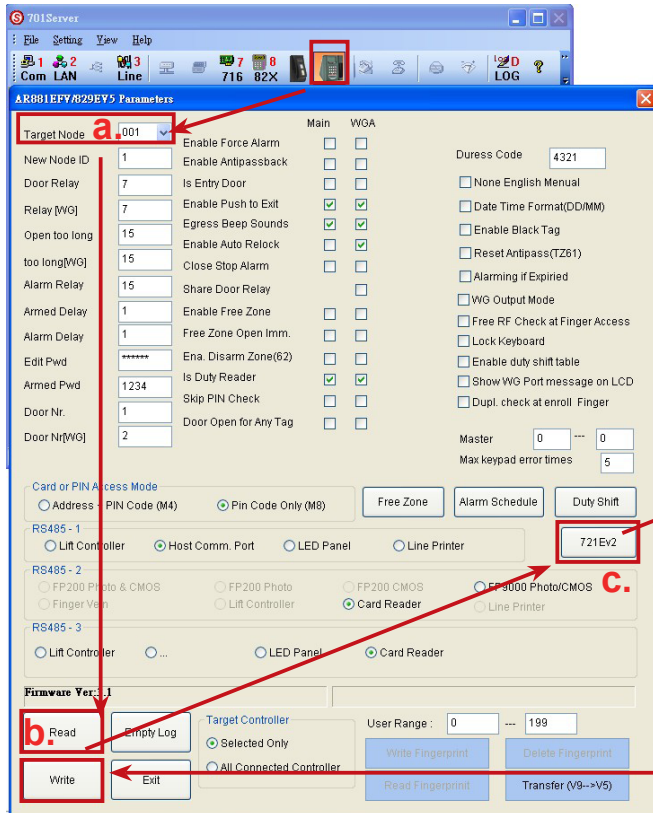 701Server
File Setting View Help
1 2 3 7 8 D
Com LAN Line 716 82X LOG ?
AR881EFV/829EV5 Parameters
Main WGA
a.
Target Node 001
New Node ID 1
Door Relay 7
Relay [WG] 7
Open too long 15
too long[WG] 15
Alarm Relay 15
Armed Delay 1
Alarm Delay 1
Edit Pwd ******
Armed Pwd 1234
Door Nr. 1
Door Nr[WG] 2
Enable Force Alarm
Enable Antipassback
Is Entry Door
Enable Push to Exit
Egress Beep Sounds
Enable Auto Relock
Close Stop Alarm
Share Door Relay
Enable Free Zone
Free Zone Open Imm.
Ena. Disarm Zone(62)
Is Duty Reader
Skip PIN Check
Door Open for Any Tag
Duress Code 4321
None English Menual
Date Time Format(DD/MM)
Enable Black Tag
Reset Antipass(TZ61)
Alarming if Expiried
WG Output Mode
Free RF Check at Finger Access
Lock Keyboard
Enable duty shift table
Show WG Port message on LCD
Dupl. check at enroll Finger
Master 0 --- 0
Max keypad error times 5
Card or PIN Access Mode
Address + PIN Code (M4) Pin Code Only (M8)
Free Zone Alarm Schedule Duty Shift
RS485 - 1
Lift Controller Host Comm. Port LED Panel Line Printer
721Ev2
c.
RS485 - 2
FP200 Photo & CMOS FP200 Photo FP200 CMOS FP9000 Photo/CMOS
Finger Vein Lift Controller Card Reader Line Printer
RS485 - 3
Lift Controller ... LED Panel Card Reader
Firmware Ver:1.1
b.
Read Empty Log
Write Exit
Target Controller
Selected Only
All Connected Controller
User Range : 0 --- 199
Write Fingerprint Delete Fingerprint
Read Fingerprinit Transfer (V9-->V5)